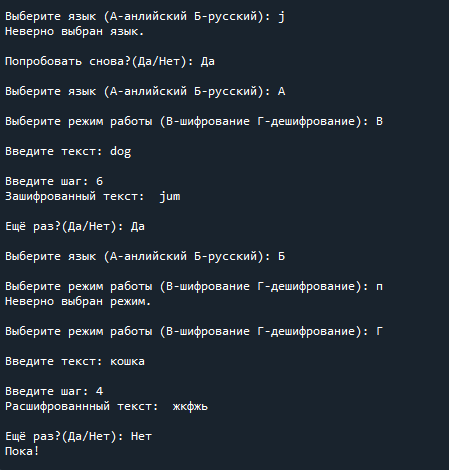 Выберите язык (А-анлийский Б-русский): j
Неверно выбран язык.
Попробовать снова?(Да/Нет): Да
Выберите язык (А-анлийский Б-русский): А
Выберите режим работы (В-шифрование Г-дешифрование): В
Введите текст: dog
Введите шаг: 6
Зашифрованный текст:  jum
Ещё раз?(Да/Нет): Да
Выберите язык (А-анлийский Б-русский): Б
Выберите режим работы (В-шифрование Г-дешифрование): п
Неверно выбран режим.
Выберите режим работы (В-шифрование Г-дешифрование): Г
Введите текст: кошка
Введите шаг: 4
Расшифрованнный текст:  жкфжь
Ещё раз?(Да/Нет): Нет
Пока!